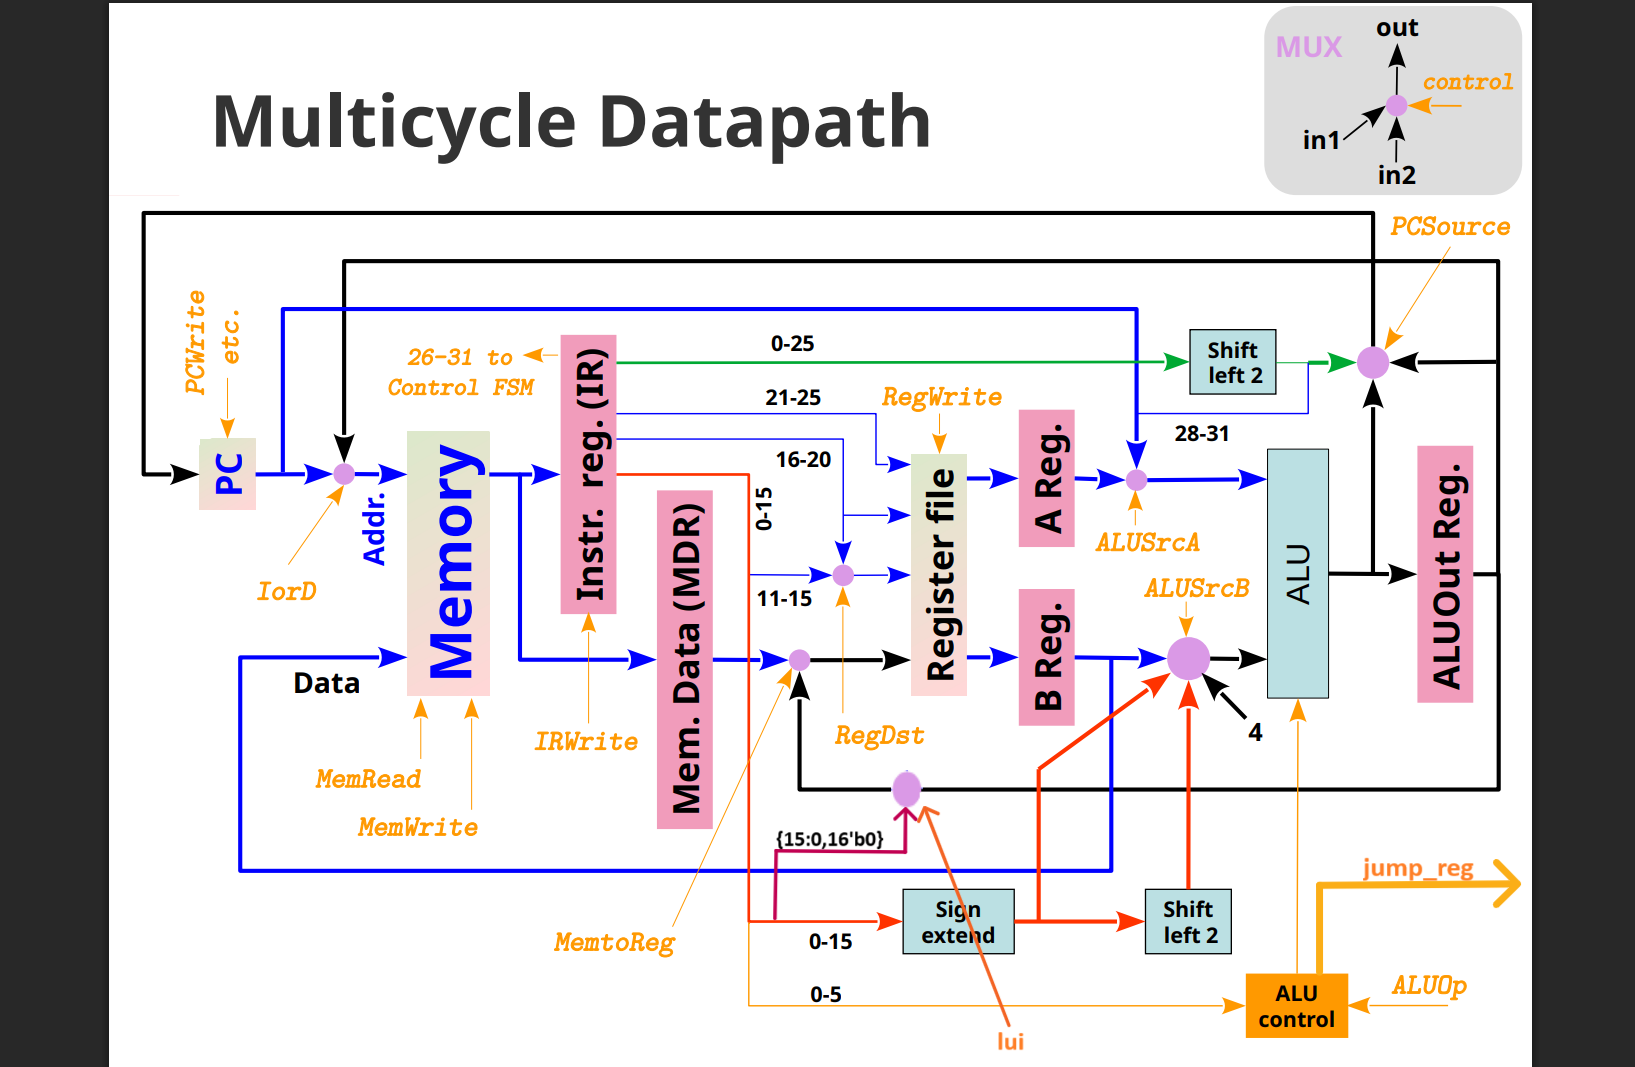 out
MUX
control
in1
in2
Multicycle Datapath
PCSource
PCWrite
etc.
26-31 to
Control FSM
0-25
Shift
left 2
21-25
RegWrite
28-31
16-20
PC
Memory
Addr.
Instr. reg. (IR)
0-15
Mem. Data (MDR)
Register file
A Reg.
ALUSrcA
ALU
ALUOut Reg.
IorD
11-15
ALUSrcB
B Reg.
Data
4
RegDst
IRWrite
MemRead
MemWrite
{15:0,16'b0}
jump_reg
Sign
extend
Shift
left 2
MemtoReg
0-15
0-5
ALU
control
ALUOp
lui